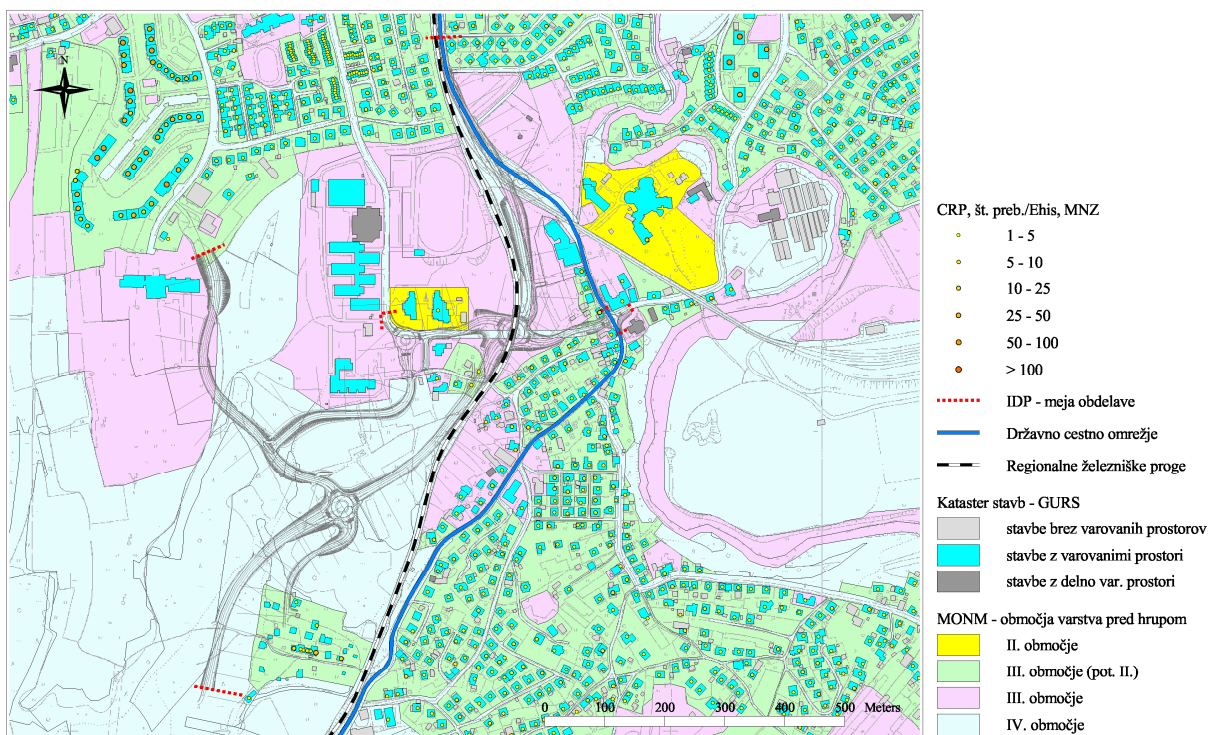 N
CRP, št. preb./Ehis, MNZ
1 - 5
5 - 10
10 - 25
25 - 50
50 - 100
> 100
IDP - meja obdelave
Državno cestno omrežje
Regionalne železniške proge
Kataster stavb - GURS
stavbe brez varovanih prostorov
stavbe z varovanimi prostori
stavbe z delno var. prostori
MONM - območja varstva pred hrupom
II. območje
III. območje (pot. II.)
III. območje
IV. območje
0 100 200 300 400 500 Meters